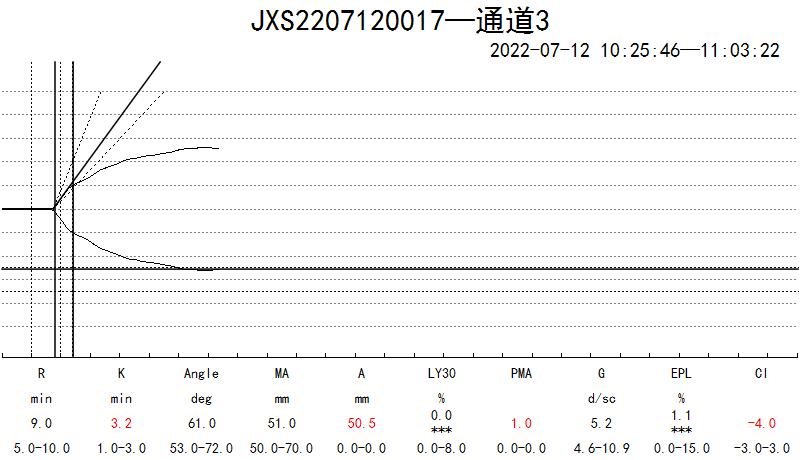 JXS2207120017—通道3
2022-07-12 10:25:46—11:03:22
R K Angle MA A LY30 PMA G EPL CI
min min deg mm mm % d/sc %
9.0 3.2 61.0 51.0 50.5 0.0 1.0 5.2 1.1 -4.0
*** ***
5.0-10.0 1.0-3.0 53.0-72.0 50.0-70.0 0.0-0.0 0.0-8.0 0.0-0.0 4.6-10.9 0.0-15.0 -3.0-3.0